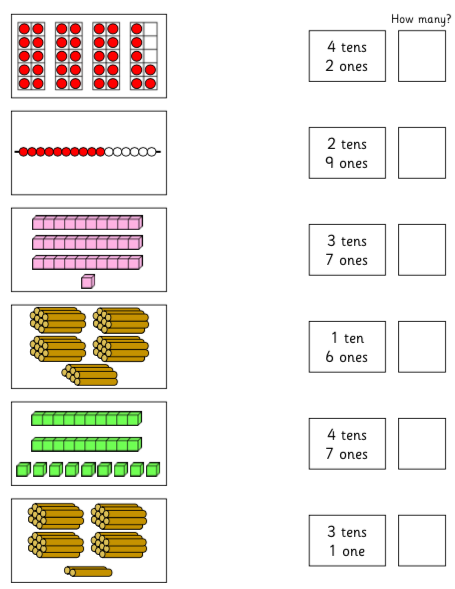 How many?
4 tens
2 ones
2 tens
9 ones
3 tens
7 ones
1 ten
6 ones
4 tens
7 ones
3 tens
1 one